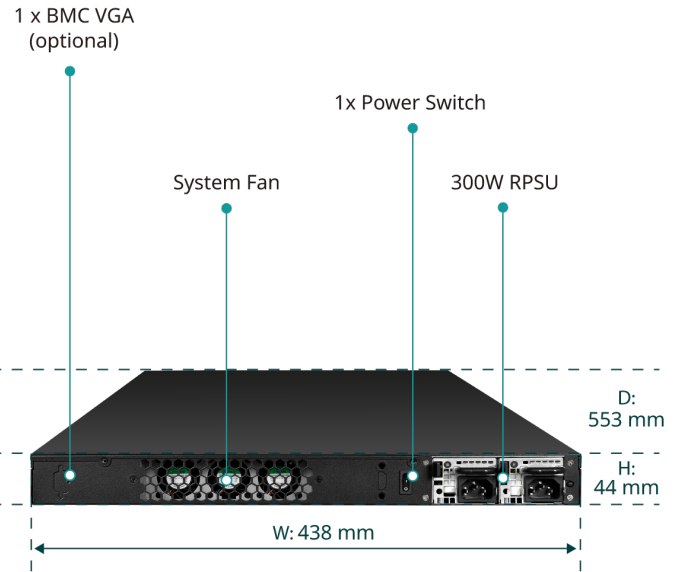 1 x BMC VGA
(optional)
1x Power Switch
System Fan
300W RPSU
D:
553 mm
H:
44 mm
W: 438 mm